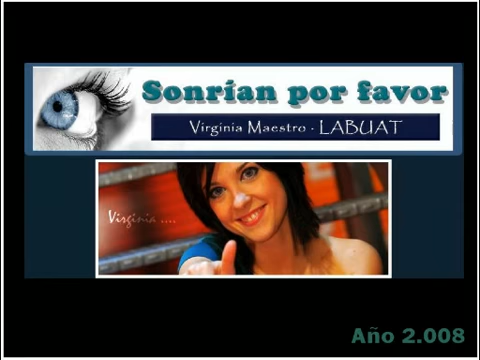 Sonrían por favor
Virginia Maestro · LABUAT
Virginia ....
Año 2.008